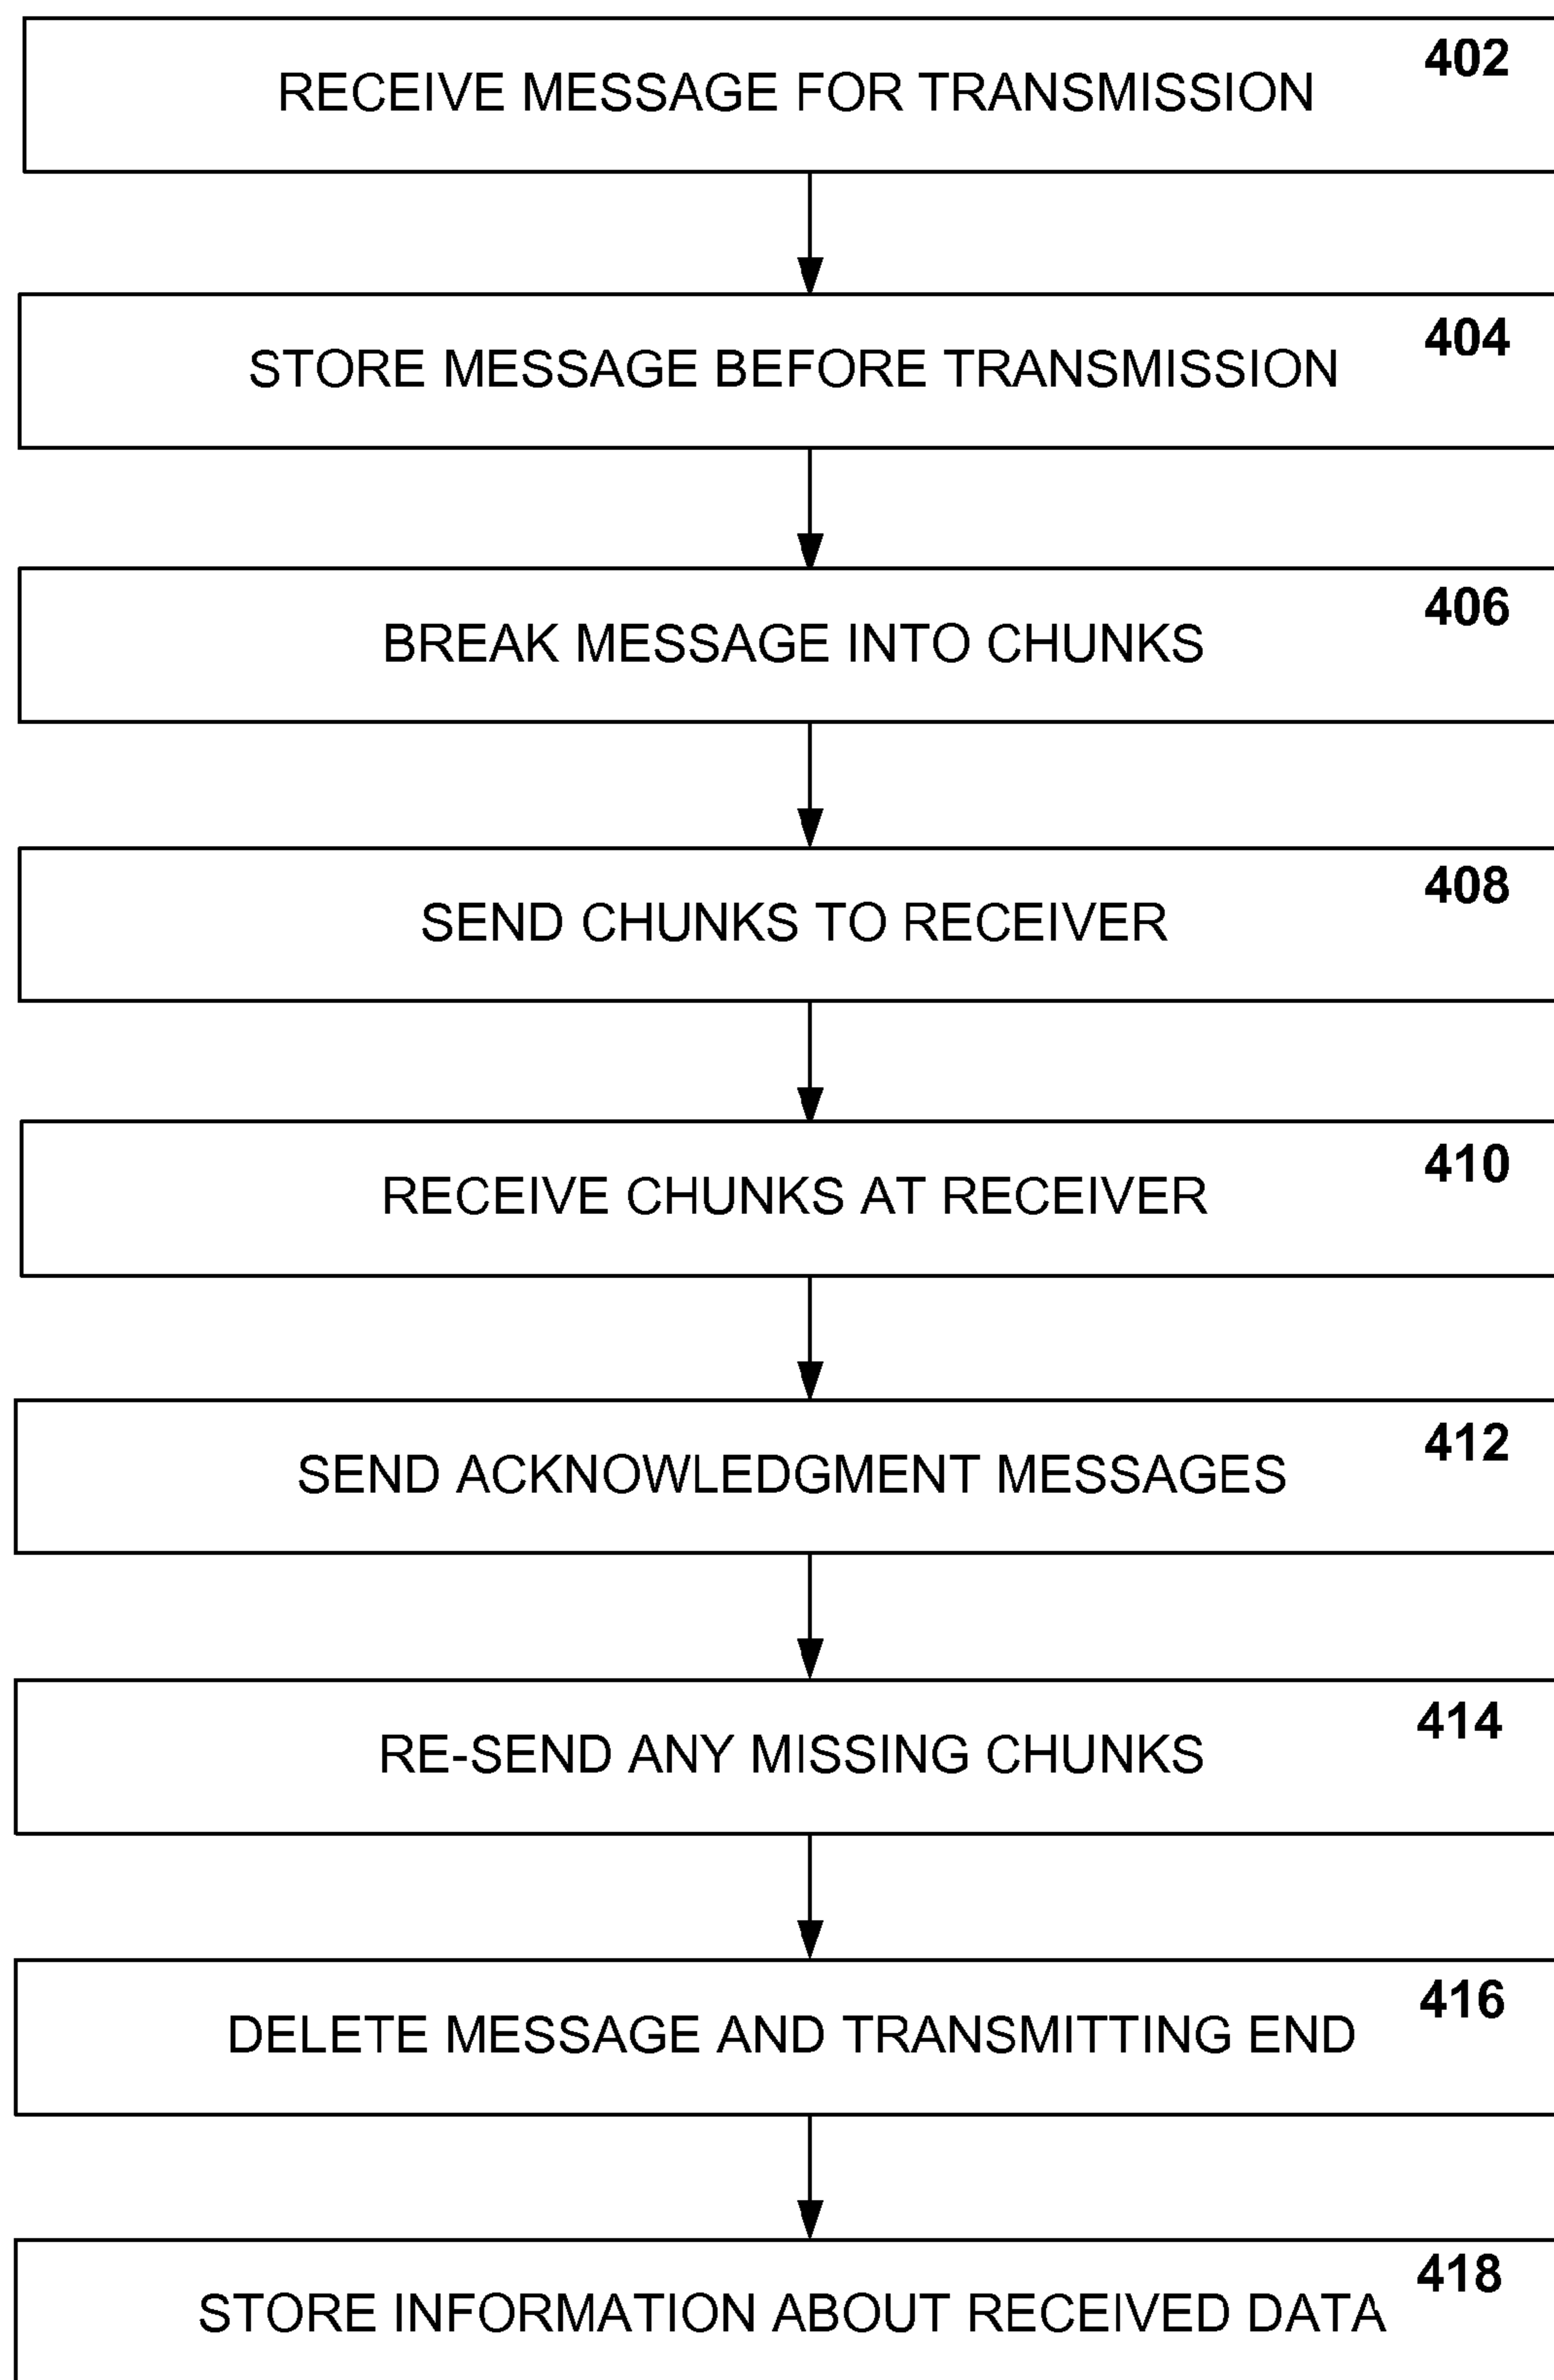 402
RECEIVE MESSAGE FOR TRANSMISSION
404
STORE MESSAGE BEFORE TRANSMISSION
406
BREAK MESSAGE INTO CHUNKS
408
SEND CHUNKS TO RECEIVER
410
RECEIVE CHUNKS AT RECEIVER
412
SEND ACKNOWLEDGMENT MESSAGES
414
RE-SEND ANY MISSING CHUNKS
416
DELETE MESSAGE AND TRANSMITTING END
418
STORE INFORMATION ABOUT RECEIVED DATA